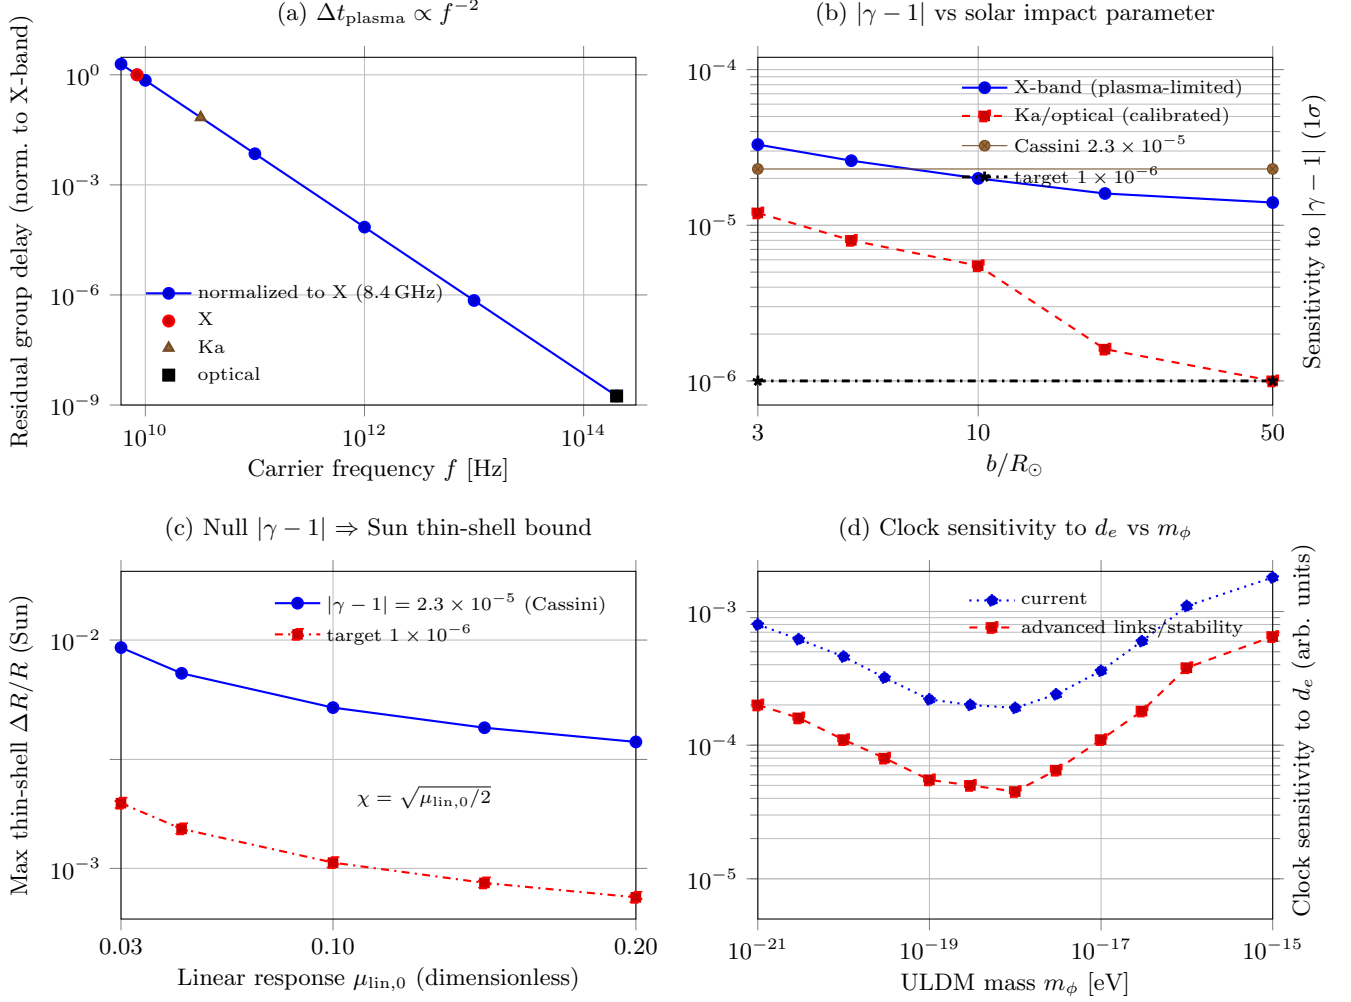 (a) Δt_plasma ∝ f^−2
Residual group delay (norm. to X-band)
10^0
10^−3
10^−6
10^−9
normalized to X (8.4 GHz)
X
Ka
optical
10^10 10^12 10^14
Carrier frequency f [Hz]
(b) |γ − 1| vs solar impact parameter
10^−4
10^−5
10^−6
X-band (plasma-limited)
Ka/optical (calibrated)
Cassini 2.3 × 10^−5
target 1 × 10^−6
Sensitivity to |γ − 1| (1σ)
3 10 50
b/R_⊙
(c) Null |γ − 1| ⇒ Sun thin-shell bound
Max thin-shell ΔR/R (Sun)
10^−2
10^−3
|γ − 1| = 2.3 × 10^−5 (Cassini)
target 1 × 10^−6
χ = √μ_lin,0/2
0.03 0.10 0.20
Linear response μ_lin,0 (dimensionless)
(d) Clock sensitivity to d_e vs m_ϕ
10^−3
10^−4
10^−5
current
advanced links/stability
Clock sensitivity to d_e (arb. units)
10^−21 10^−19 10^−17 10^−15
ULDM mass m_ϕ [eV]